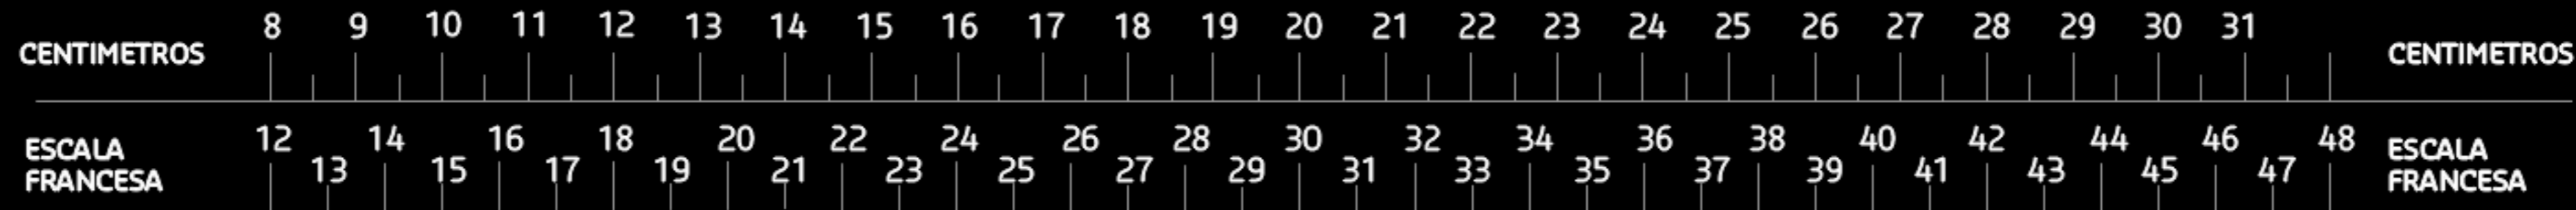 8 9 10 11 12 13 14 15 16 17 18 19 20 21 22 23 24 25 26 27 28 29 30 31
CENTIMETROS CENTIMETROS
12 14 16 18 20 22 24 26 28 30 32 34 36 38 40 42 44 46 48
ESCALA ESCALA
13 15 17 19 21 23 25 27 29 31 33 35 37 39 41 43 45 47
FRANCESA FRANCESA